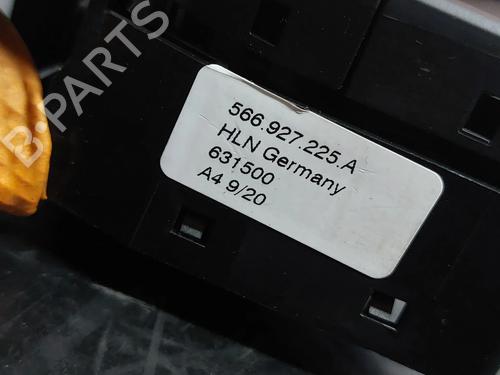 B-PARTS
566.927.225.A
HLN Germany
631500
A4 9/20